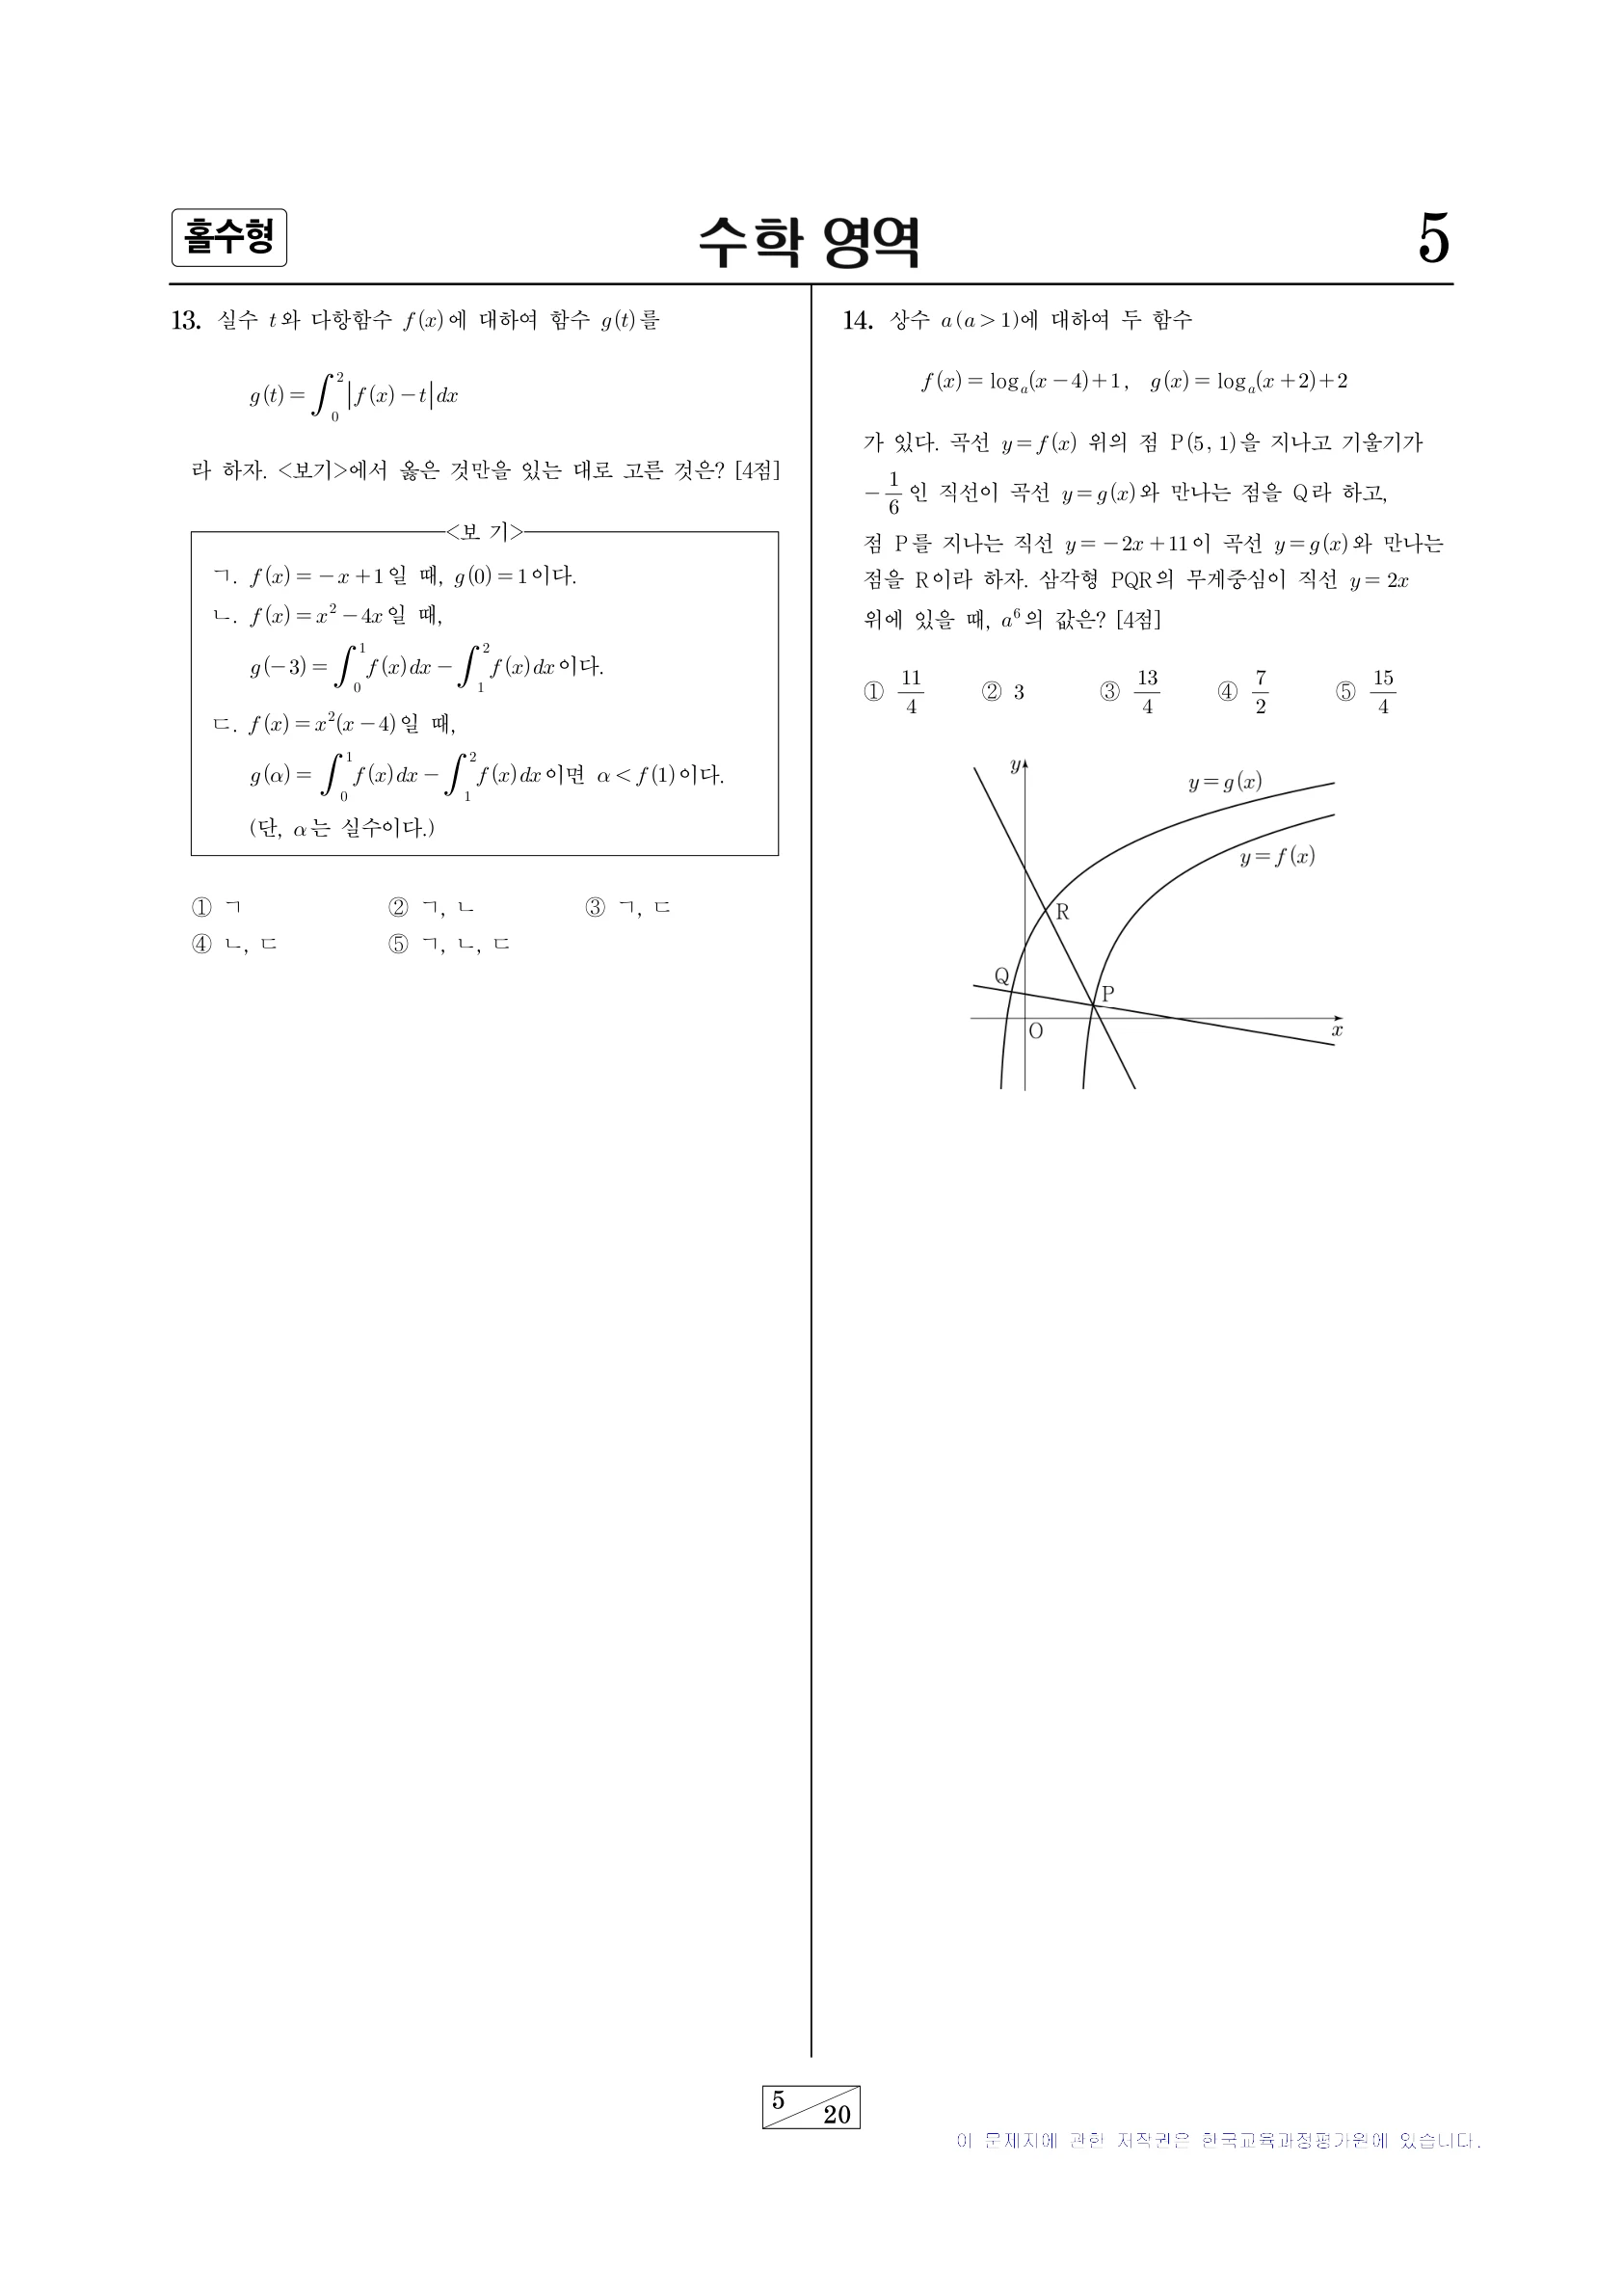 홀수형
수학 영역
5
13. 실수 t와 다항함수 f(x)에 대하여 함수 g(t)를
g(t) = ∫₀² |f(x) − t| dx
라 하자. <보기>에서 옳은 것만을 있는 대로 고른 것은? [4점]
<보 기>
ㄱ. f(x) = −x + 1일 때, g(0) = 1이다.
ㄴ. f(x) = x² − 4x일 때,
g(−3) = ∫₀¹ f(x)dx − ∫₁² f(x)dx이다.
ㄷ. f(x) = x²(x − 4)일 때,
g(α) = ∫₀¹ f(x)dx − ∫₁² f(x)dx이면 α < f(1)이다.
(단, α는 실수이다.)
① ㄱ ② ㄱ, ㄴ ③ ㄱ, ㄷ
④ ㄴ, ㄷ ⑤ ㄱ, ㄴ, ㄷ
14. 상수 a(a > 1)에 대하여 두 함수
f(x) = logₐ(x − 4) + 1, g(x) = logₐ(x + 2) + 2
가 있다. 곡선 y = f(x) 위의 점 P(5, 1)을 지나고 기울기가
−1/6인 직선이 곡선 y = g(x)와 만나는 점을 Q라 하고,
점 P를 지나는 직선 y = −2x + 11이 곡선 y = g(x)와 만나는
점을 R이라 하자. 삼각형 PQR의 무게중심이 직선 y = 2x
위에 있을 때, a⁶의 값은? [4점]
① 11/4 ② 3 ③ 13/4 ④ 7/2 ⑤ 15/4
y
y = g(x)
y = f(x)
R
Q
P
O
x
5
20
이 문제지에 관한 저작권은 한국교육과정평가원에 있습니다.